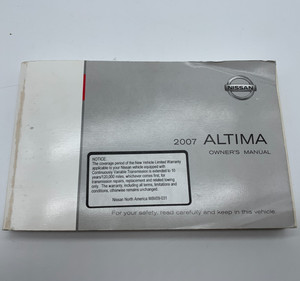 NISSAN
2007 ALTIMA
OWNER'S MANUAL
NOTICE:
The coverage period of the New Vehicle Limited Warranty
applicable to your Nissan vehicle equipped with
Continuously Variable Transmission is extended to 10
years/120,000 miles, whichever comes first, for
transmission repairs, replacement and related towing
only. The warranty, including all terms, limitations and
conditions, otherwise remains unchanged.
Nissan North America
For your safety, read carefully and keep in this vehicle.